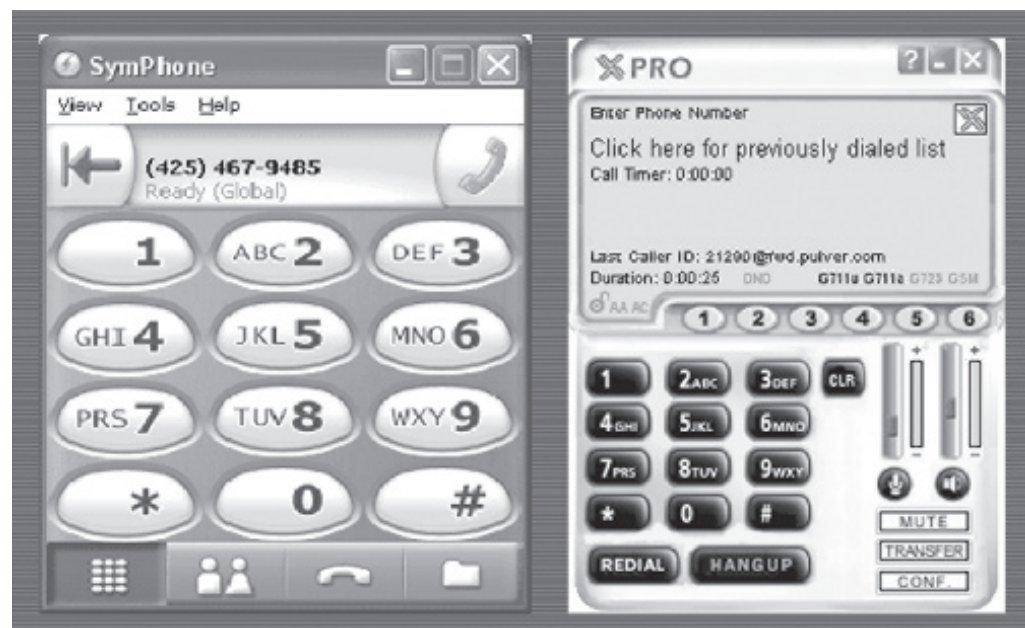 SymPhone
View Tools Help
(425) 467-9485
Ready (Global)
1 ABC 2 DEF 3
GHI 4 JKL 5 MNO 6
PRS 7 TUV 8 WXY 9
* 0 #
XPRO ? - X
Enter Phone Number
Click here for previously dialed list
Call Timer: 0:00:00
Last Caller ID: 21290@fwd.pulver.com
Duration: 0:00:25 DND G711u G711a G723 GSM
AA AC
1 2 3 4 5 6
1 2ABC 3DEF CLR
4GHI 5JKL 6MNO
7PRS 8TUV 9WXY
* 0 #
REDIAL HANGUP
MUTE
TRANSFER
CONF.